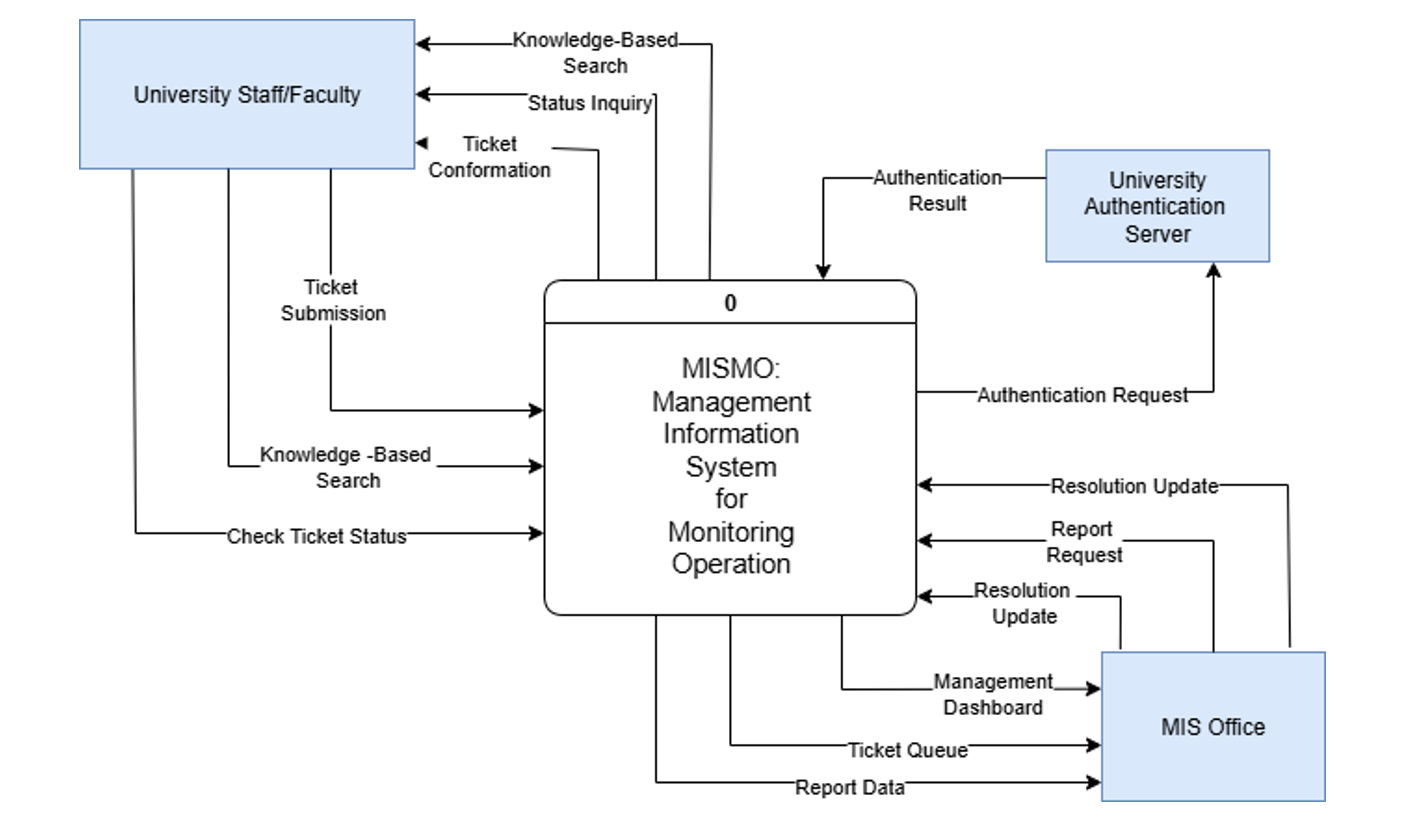 Knowledge-Based
Search
University Staff/Faculty
Status Inquiry
Ticket
Conformation
Authentication
Result
University
Authentication
Server
Ticket
Submission
0
MISMO:
Management
Information
System
for
Monitoring
Operation
Authentication Request
Knowledge -Based
Search
Check Ticket Status
Resolution Update
Report
Request
Resolution
Update
Management
Dashboard
MIS Office
Ticket Queue
Report Data